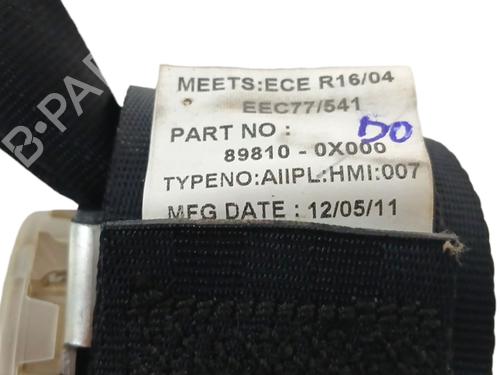 MEETS:ECE R16/04
EEC77/541
PART NO :
DO
89810 - 0X000
TYPENO:AIIPL:HMI:007
MFG DATE : 12/05/11
B-PARTS